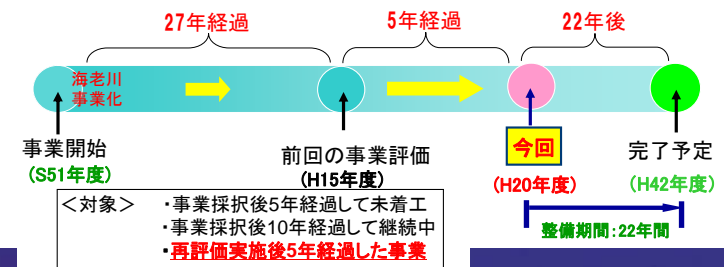 27年経過
5年経過
22年後
海老川
事業化
事業開始
(S51年度)
前回の事業評価
(H15年度)
今回
(H20年度)
完了予定
(H42年度)
整備期間:22年間
<対象> ・事業採択後5年経過して未着工
・事業採択後10年経過して継続中
・再評価実施後5年経過した事業